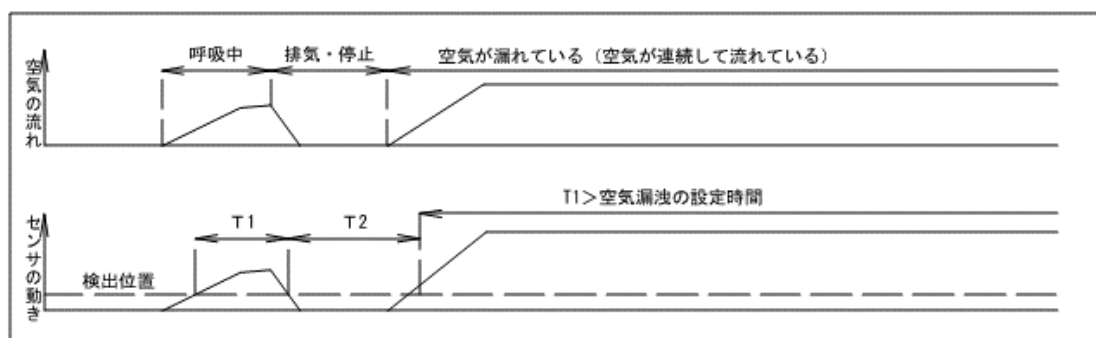 呼吸中
排気・停止
空気が漏れている（空気が連続して流れている）
空気の流れ
T1＞空気漏洩の設定時間
T1
T2
検出位置
センサの動き